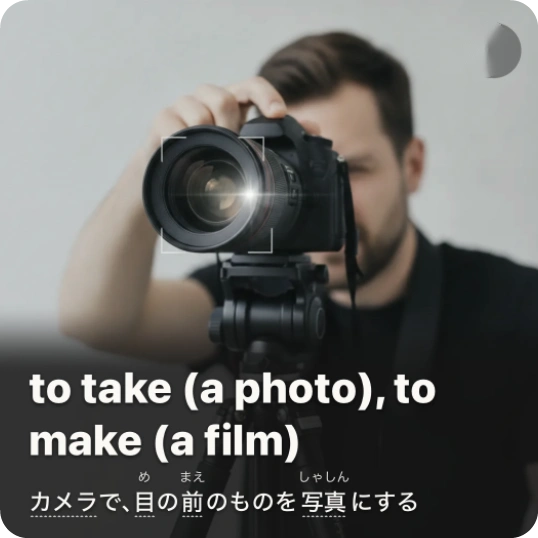 to take (a photo), to
make (a film)
め まえ しゃしん
カメラで、目の前のものを写真にする